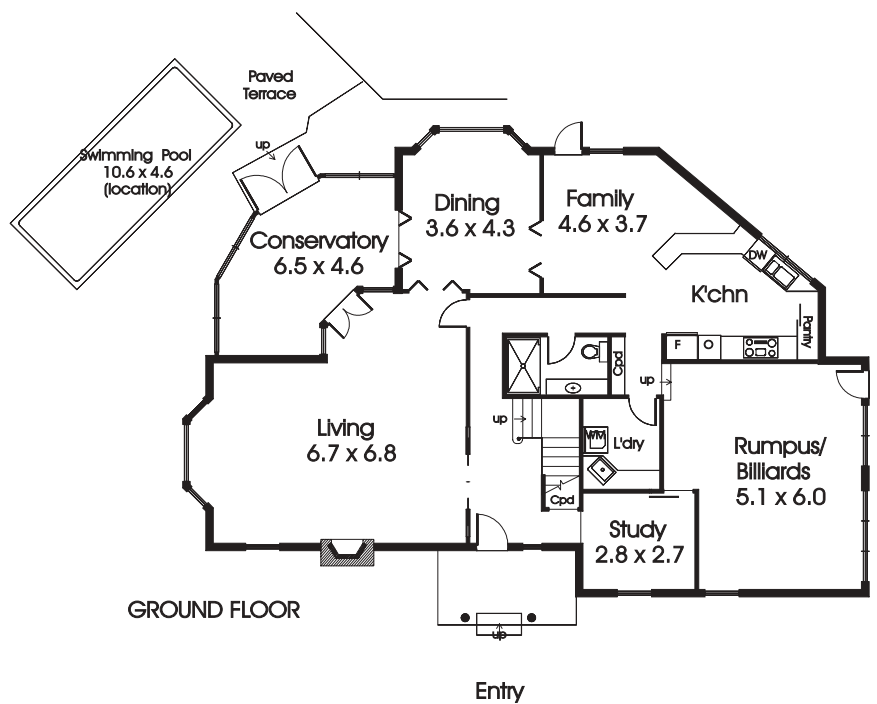 Paved
Terrace
up
Swimming Pool
10.6 x 4.6
(location)
Dining
3.6 x 4.3
Family
4.6 x 3.7
Conservatory
6.5 x 4.6
DW
K'chn
Pantry
F
O
Cpd
up
up
Living
6.7 x 6.8
WM
L'dry
Rumpus/
Billiards
5.1 x 6.0
Cpd
Study
2.8 x 2.7
GROUND FLOOR
up
Entry